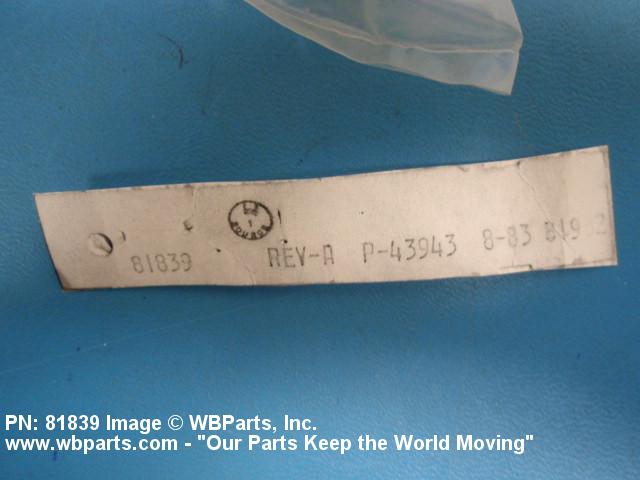 SOURCE
81839 REV-A P-43943 8-83
PN: 81839 Image © WBParts, Inc.
www.wbparts.com - "Our Parts Keep the World Moving"